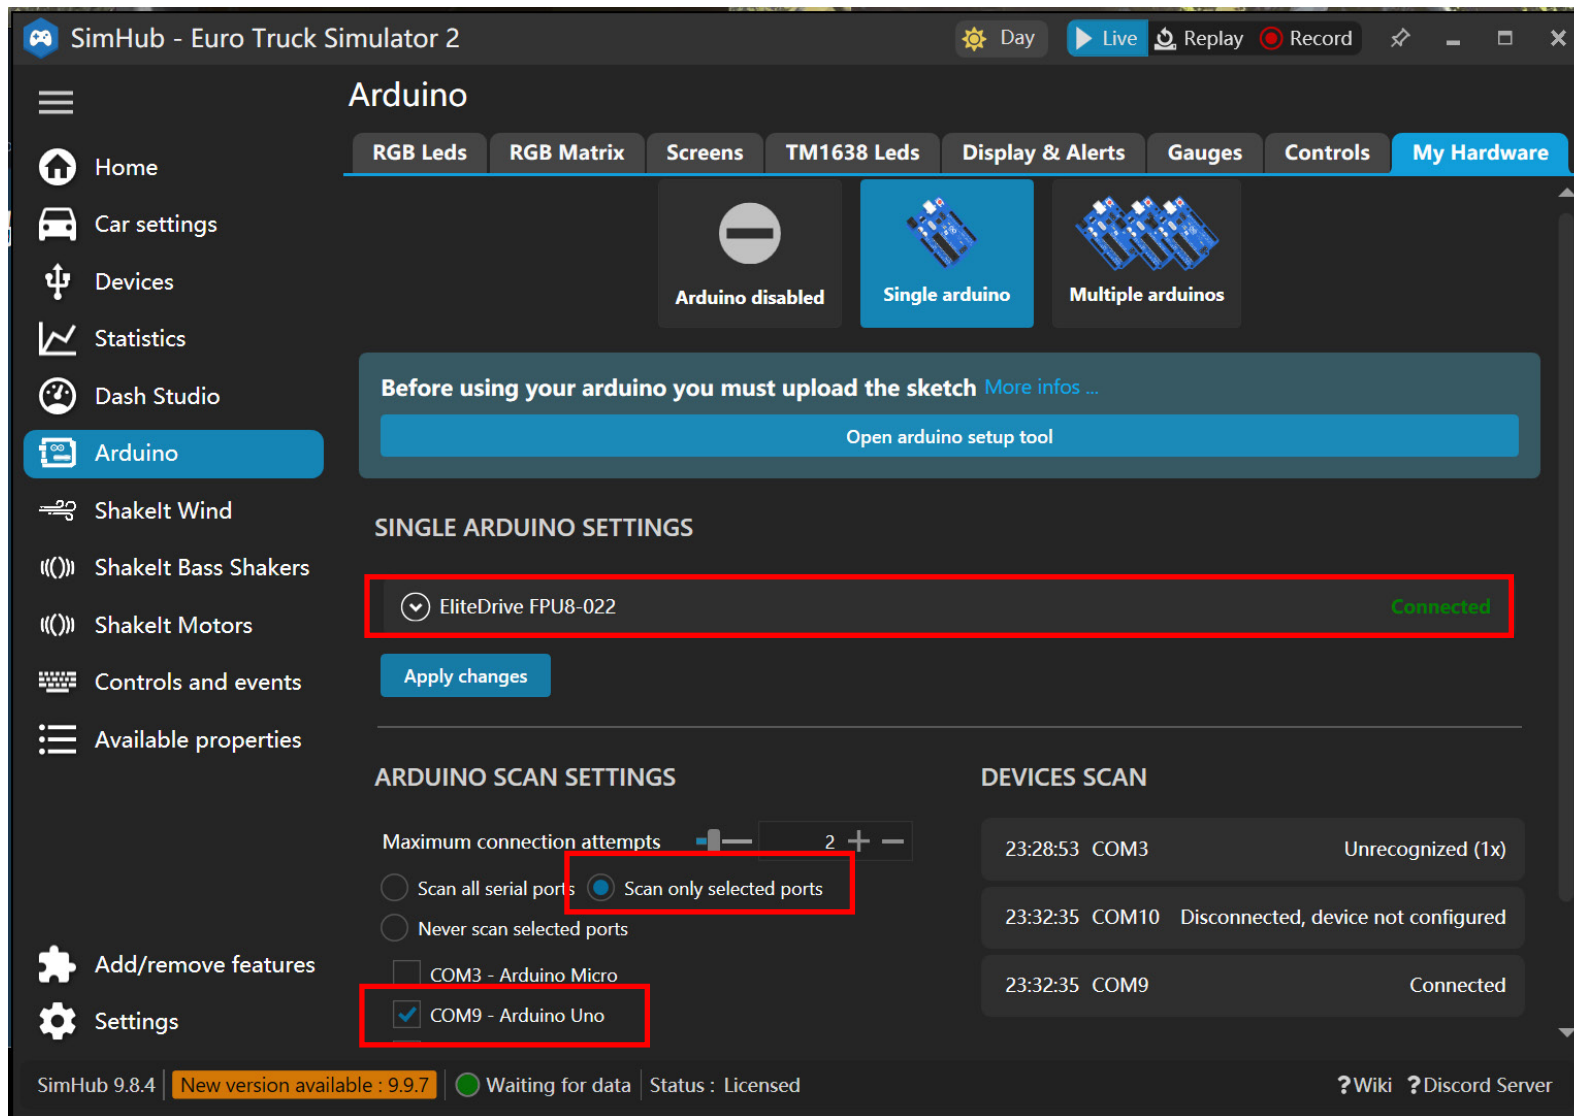 SimHub - Euro Truck Simulator 2
Day
Live
Replay
Record
Arduino
RGB Leds
RGB Matrix
Screens
TM1638 Leds
Display & Alerts
Gauges
Controls
My Hardware
Home
Car settings
Devices
Statistics
Dash Studio
Arduino
ShakeIt Wind
ShakeIt Bass Shakers
ShakeIt Motors
Controls and events
Available properties
Add/remove features
Settings
Arduino disabled
Single arduino
Multiple arduinos
Before using your arduino you must upload the sketch More infos ...
Open arduino setup tool
SINGLE ARDUINO SETTINGS
EliteDrive FPU8-022
Connected
Apply changes
ARDUINO SCAN SETTINGS
Maximum connection attempts
2
Scan all serial ports
Scan only selected ports
Never scan selected ports
COM3 - Arduino Micro
COM9 - Arduino Uno
DEVICES SCAN
23:28:53 COM3 Unrecognized (1x)
23:32:35 COM10 Disconnected, device not configured
23:32:35 COM9 Connected
SimHub 9.8.4
New version available : 9.9.7
Waiting for data
Status : Licensed
?Wiki
?Discord Server